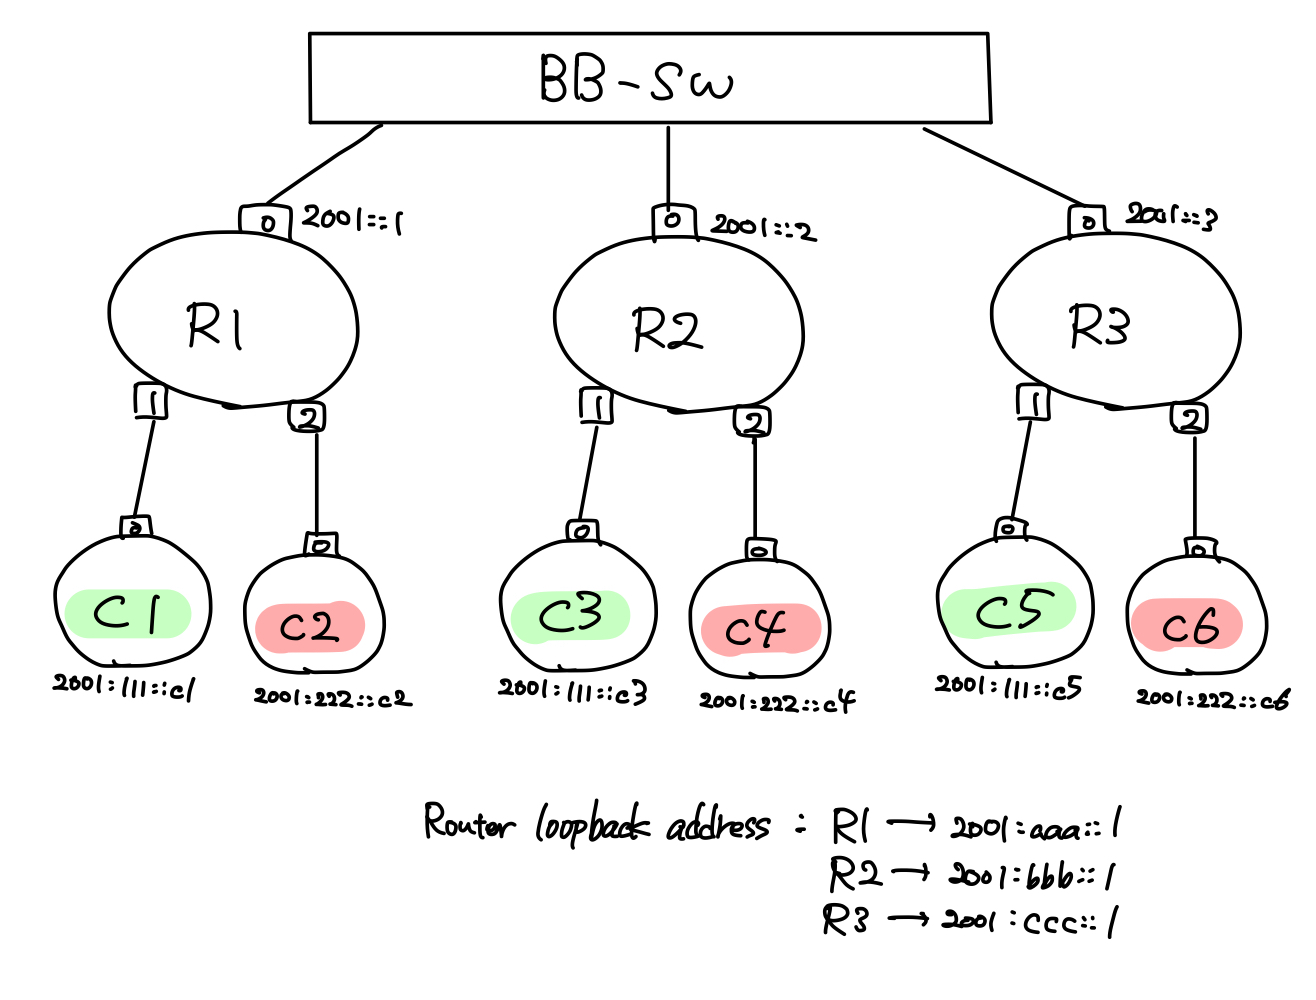 BB-SW
0 2001::1
0 2001::2
0 2001::3
R1
R2
R3
1 2
1 2
1 2
0 0
0 0
0 0
C1
C2
C3
C4
C5
C6
2001:111::c1
2001:222::c2
2001:111::c3
2001:222::c4
2001:111::c5
2001:222::c6
Router loopback address : R1 → 2001:aaa::1
R2 → 2001:bbb::1
R3 → 2001:ccc::1